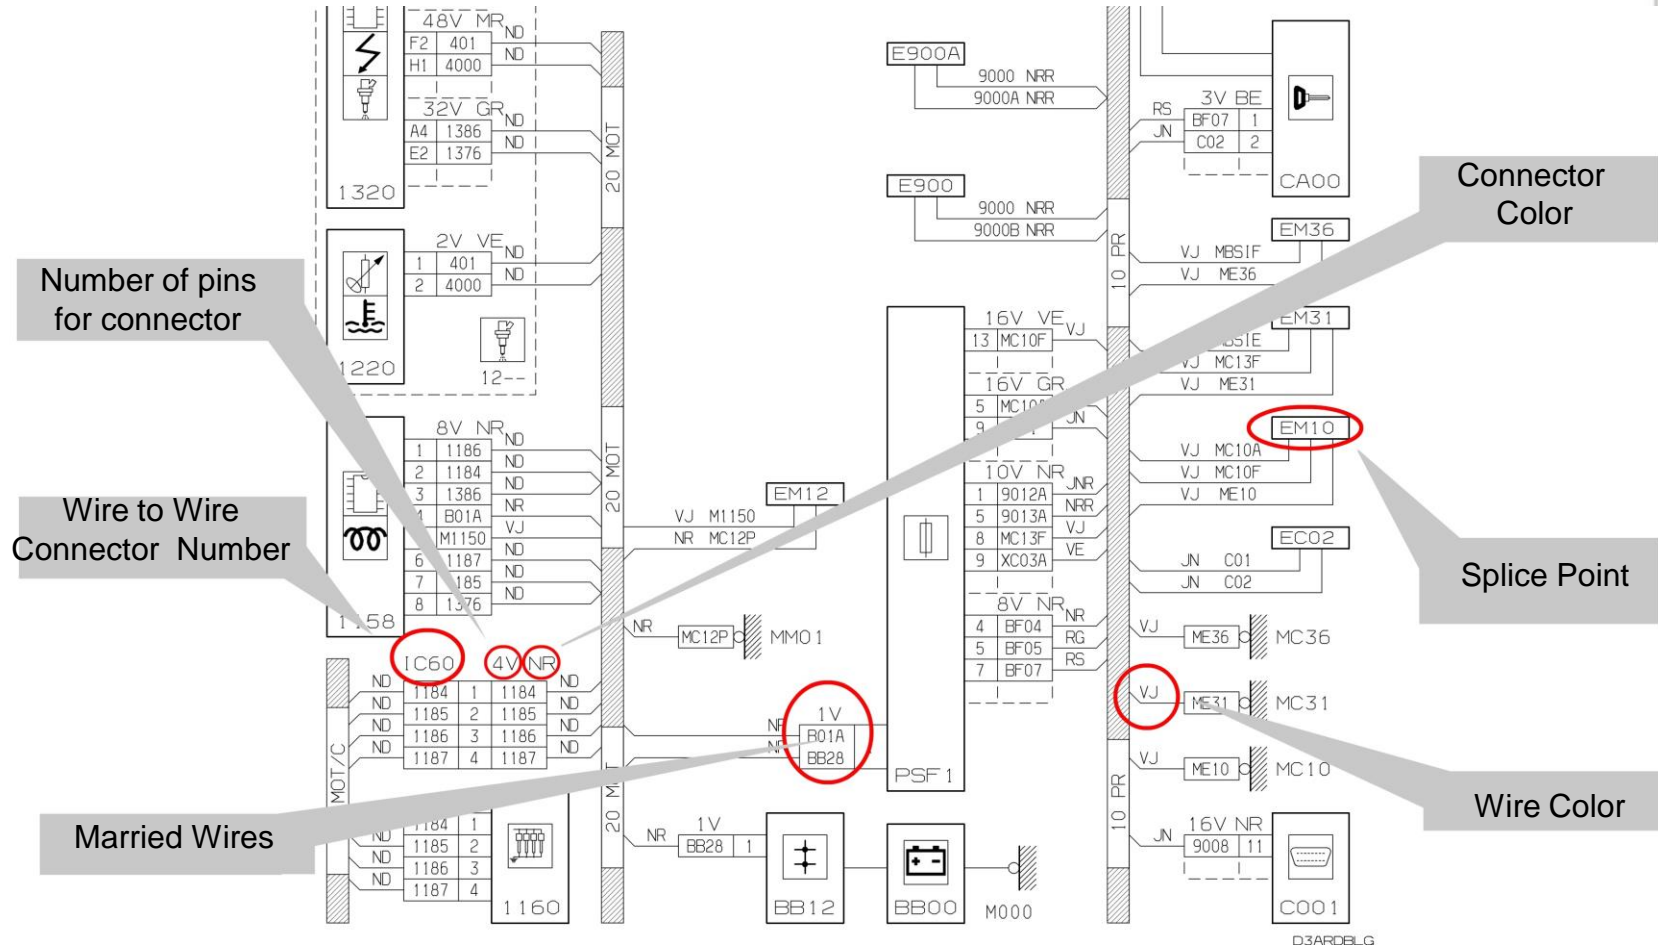 48V MR
F2 401 ND
H1 4000 ND
32V GR
A4 1386 ND
E2 1376 ND
1320
20 MOT
2V VE
1 401 ND
2 4000 ND
1220
12--
Number of pins
for connector
8V NR
1 1186 ND
2 1184 ND
3 1386 ND
4 B01A NR
M1150 VJ
6 1187 ND
7 1185 ND
8 1376 ND
1158
20 MOT
Wire to Wire
Connector Number
IC60 4V NR
ND 1184 1 1184 ND
ND 1185 2 1185 ND
ND 1186 3 1186 ND
ND 1187 4 1187 ND
MOT/C
Married Wires
1184 1
ND 1185 2
ND 1186 3
ND 1187 4
1160
20 MOT
E900A
9000 NRR
9000A NRR
E900
9000 NRR
9000B NRR
EM12
VJ M1150
NR MC12P
NR MC12P MM01
1V
NR B01A
BB28
PSF1
1V
NR BB28 1
BB12
BB00
M000
16V VE
13 MC10F VJ
16V GR
5
9 JN
10V NR
1 9012A JNR
5 9013A NRR
8 MC13F VJ
9 XC03A VE
8V NR
4 BF04 NR
5 BF05 RG
7 BF07 RS
10 PR
3V BE
RS BF07 1
JN C02 2
CA00
Connector
Color
EM36
VJ MBSIF
VJ ME36
EM31
VJ MC13F
VJ ME31
EM10
VJ MC10A
VJ MC10F
VJ ME10
EC02
JN C01
JN C02
Splice Point
VJ ME36 MC36
VJ ME31 MC31
VJ ME10 MC10
Wire Color
10 PR
16V NR
JN 9008 11
C001
D3ARDBLG